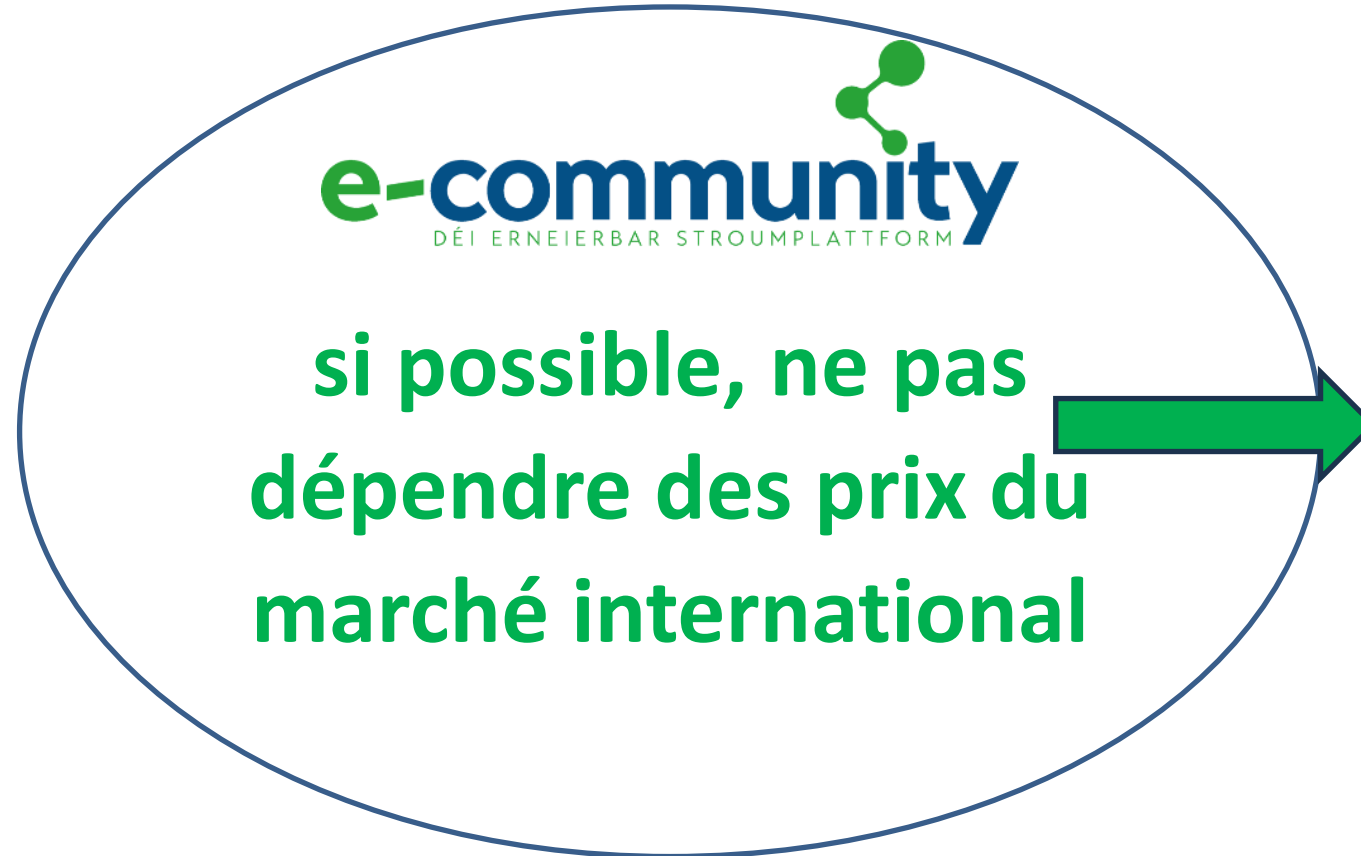 e-community
DÉI ERNEIERBAR STROUMPLATTFORM
si possible, ne pas
dépendre des prix du
marché international